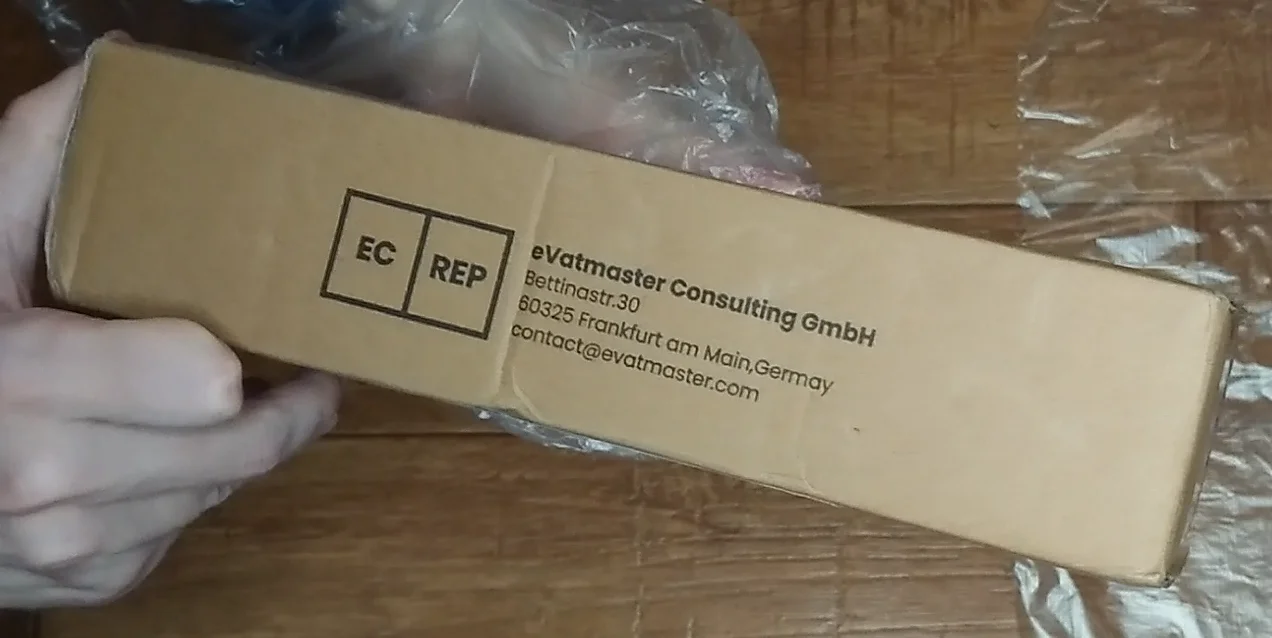 EC REP
eVatmaster Consulting GmbH
Bettinastr.30
60325 Frankfurt am Main,Germay
contact@evatmaster.com